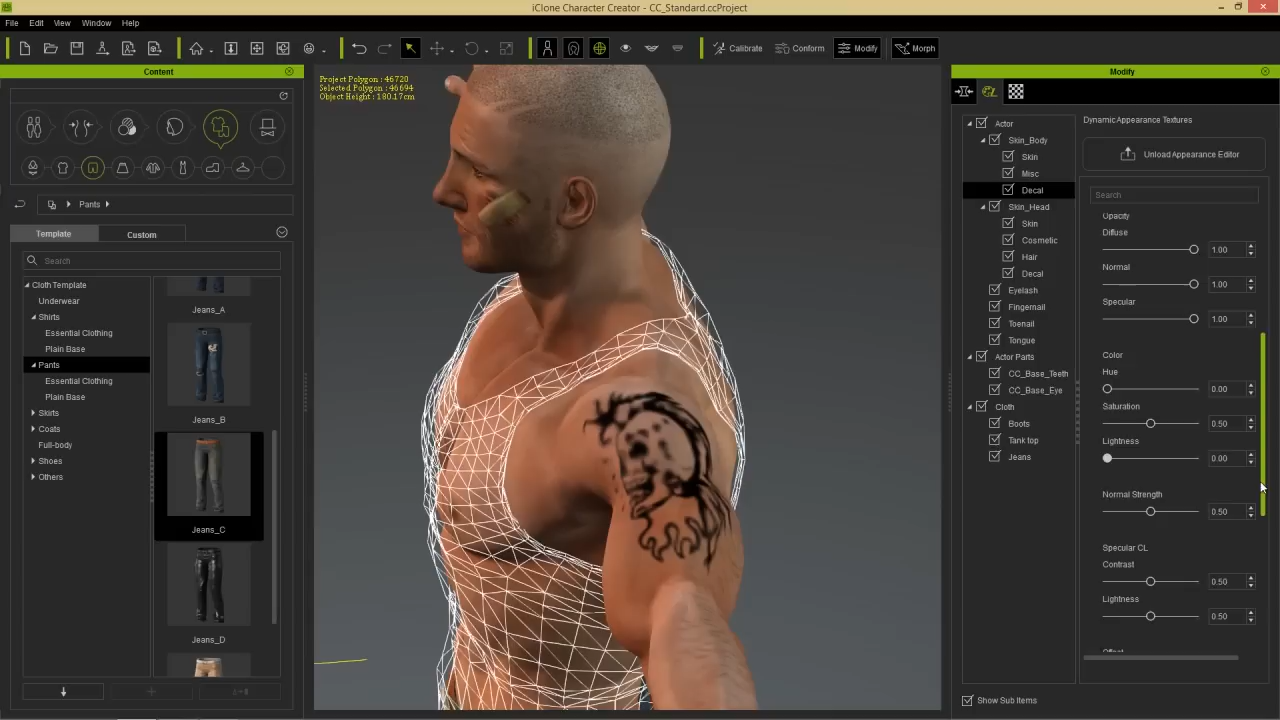 iClone Character Creator - CC_Standard.ccProject
File Edit View Window Help
Calibrate Conform Modify Morph
Content
Pants
Template Custom
Search
Cloth Template
Underwear
Shirts
Essential Clothing
Plain Base
Pants
Essential Clothing
Plain Base
Skirts
Coats
Full-body
Shoes
Others
Jeans_A
Jeans_B
Jeans_C
Jeans_D
Project Polygon : 46720
Selected Polygon : 46694
Object Height : 180.17cm
Modify
Actor
Skin_Body
Skin
Misc
Decal
Skin_Head
Skin
Cosmetic
Hair
Decal
Eyelash
Fingernail
Toenail
Tongue
Actor Parts
CC_Base_Teeth
CC_Base_Eye
Cloth
Boots
Tank top
Jeans
Show Sub Items
Dynamic Appearance Textures
Unload Appearance Editor
Search
Opacity
Diffuse
1.00
Normal
1.00
Specular
1.00
Color
Hue
0.00
Saturation
0.50
Lightness
0.00
Normal Strength
0.50
Specular CL
Contrast
0.50
Lightness
0.50